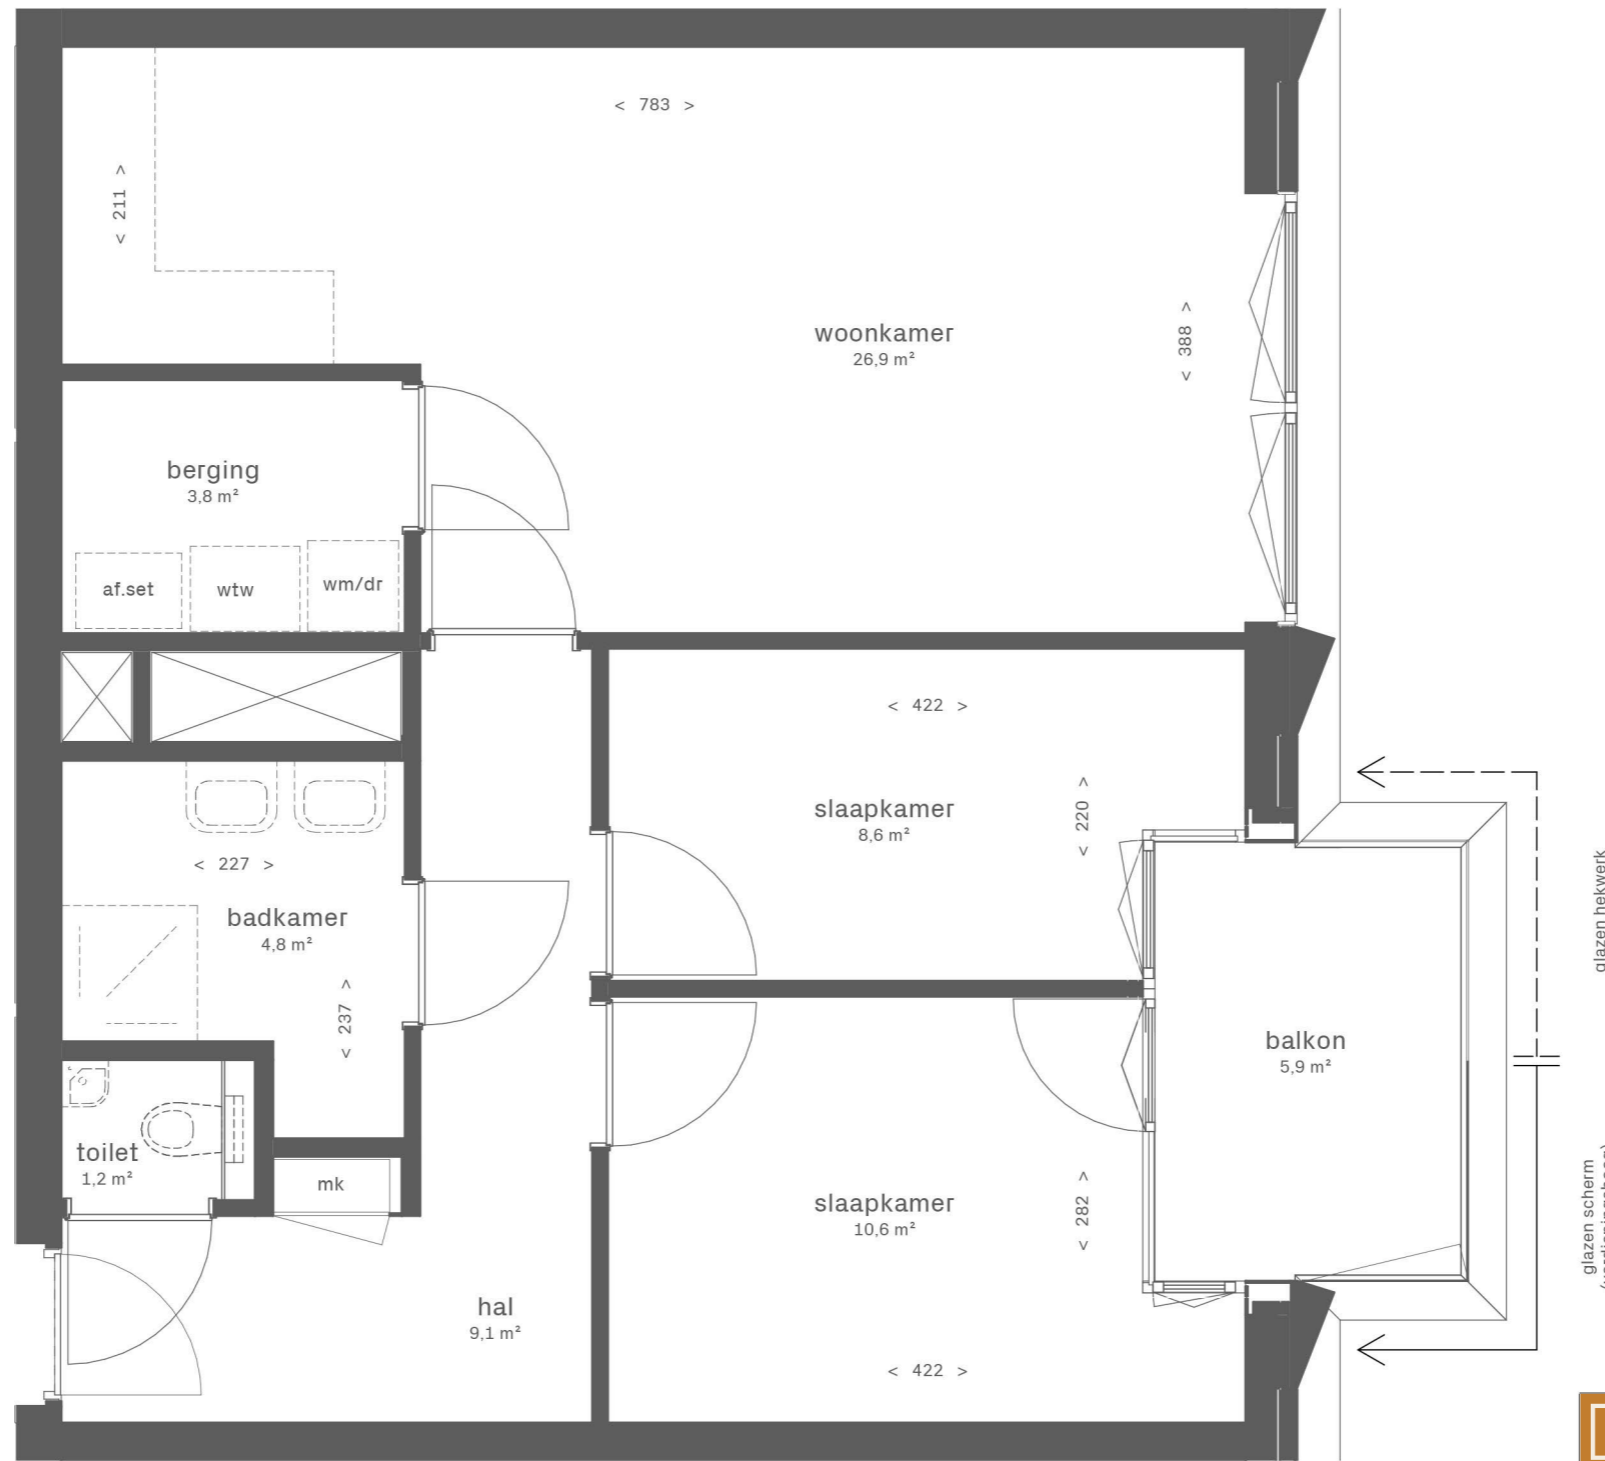 < 783 >
< 211 >
woonkamer
26,9 m²
< 388 >
berging
3,8 m²
af.set
wtw
wm/dr
< 422 >
slaapkamer
8,6 m²
< 220 >
< 227 >
badkamer
4,8 m²
< 237 >
glazen hekwerk
balkon
5,9 m²
toilet
1,2 m²
mk
slaapkamer
10,6 m²
< 282 >
glazen scherm
hal
9,1 m²
< 422 >